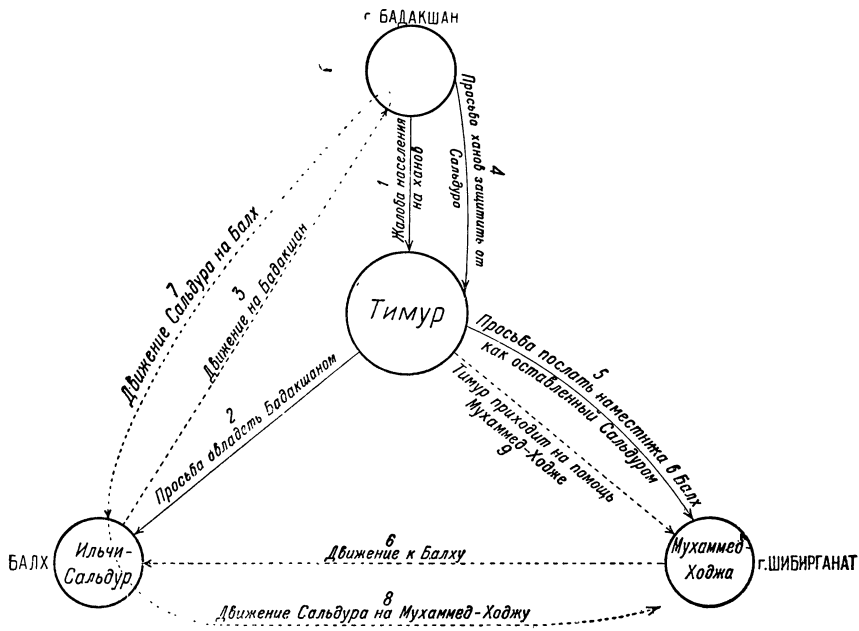 г БАДАКШАН
1
Жалоба населения
на ханов
4
Просьба ханов защитить от
Сальдура
Тимур
7
Движение Сальдура на Балх
3
Движение на Бадакшан
2
Просьба овладеть Бадакшаном
5
Просьба послать наместника в Балх
как оставленный Сальдуром
Тимур приходит на помощь
Мухаммед-Ходже
9
БАЛХ
Ильчи-
Сальдур
6
Движение к Балху
Мухаммед-
Ходжа
г.ШИБИРГАНАТ
8
Движение Сальдура на Мухаммед-Ходжу